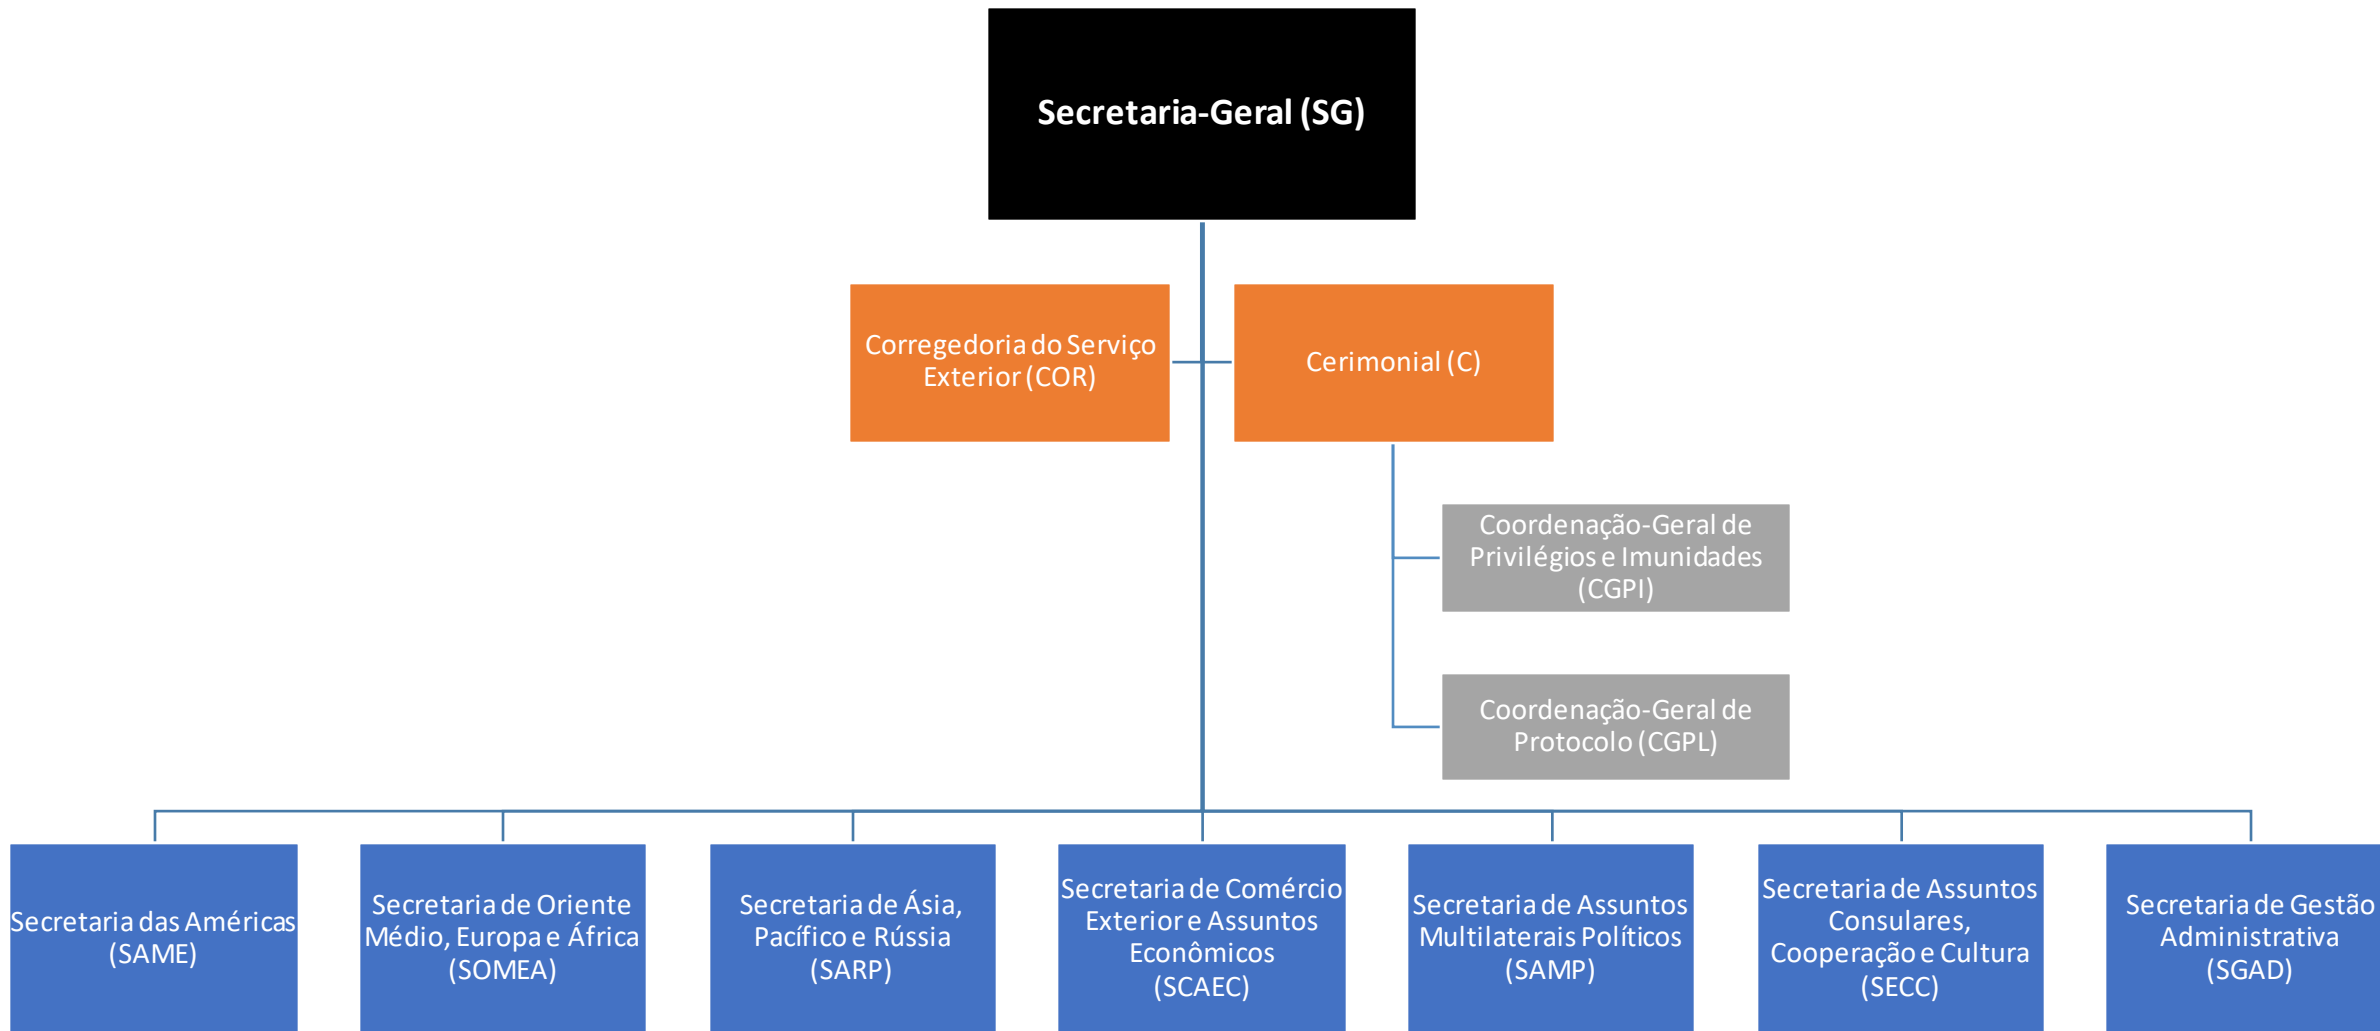 Secretaria-Geral (SG)
Corregedoria do Serviço
Exterior (COR)
Cerimonial (C)
Coordenação-Geral de
Privilégios e Imunidades
(CGPI)
Coordenação-Geral de
Protocolo (CGPL)
Secretaria das Américas
(SAME)
Secretaria de Oriente
Médio, Europa e África
(SOMEA)
Secretaria de Ásia,
Pacífico e Rússia
(SARP)
Secretaria de Comércio
Exterior e Assuntos
Econômicos
(SCAEC)
Secretaria de Assuntos
Multilaterais Políticos
(SAMP)
Secretaria de Assuntos
Consulares,
Cooperação e Cultura
(SECC)
Secretaria de Gestão
Administrativa
(SGAD)